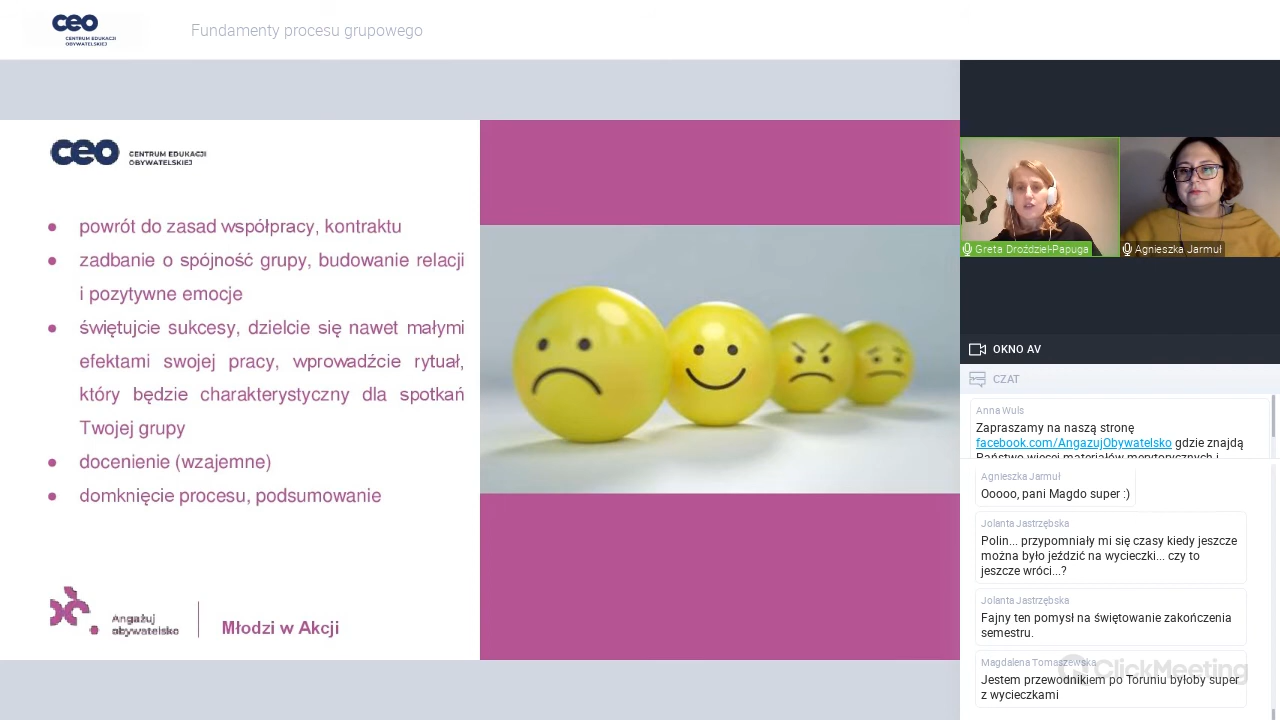 ceo
CENTRUM EDUKACJI
OBYWATELSKIEJ
Fundamenty procesu grupowego
ceo
CENTRUM EDUKACJI
OBYWATELSKIEJ
• powrót do zasad współpracy, kontraktu
• zadbanie o spójność grupy, budowanie relacji
i pozytywne emocje
• świętujcie sukcesy, dzielcie się nawet małymi
efektami swojej pracy, wprowadźcie rytuał,
który będzie charakterystyczny dla spotkań
Twojej grupy
• docenienie (wzajemne)
• domknięcie procesu, podsumowanie
Angażuj
obywatelsko
Młodzi w Akcji
Greta Droździel-Papuga
Agnieszka Jarmuł
OKNO AV
CZAT
Anna Wuls
Zapraszamy na naszą stronę
facebook.com/AngazujObywatelsko gdzie znajdą
Państwo więcej materiałów merytorycznych i
Agnieszka Jarmuł
Ooooo, pani Magdo super :)
Jolanta Jastrzębska
Polin... przypomniały mi się czasy kiedy jeszcze
można było jeździć na wycieczki... czy to
jeszcze wróci...?
Jolanta Jastrzębska
Fajny ten pomysł na świętowanie zakończenia
semestru.
Magdalena Tomaszewska
ClickMeeting
Jestem przewodnikiem po Toruniu byłoby super
z wycieczkami